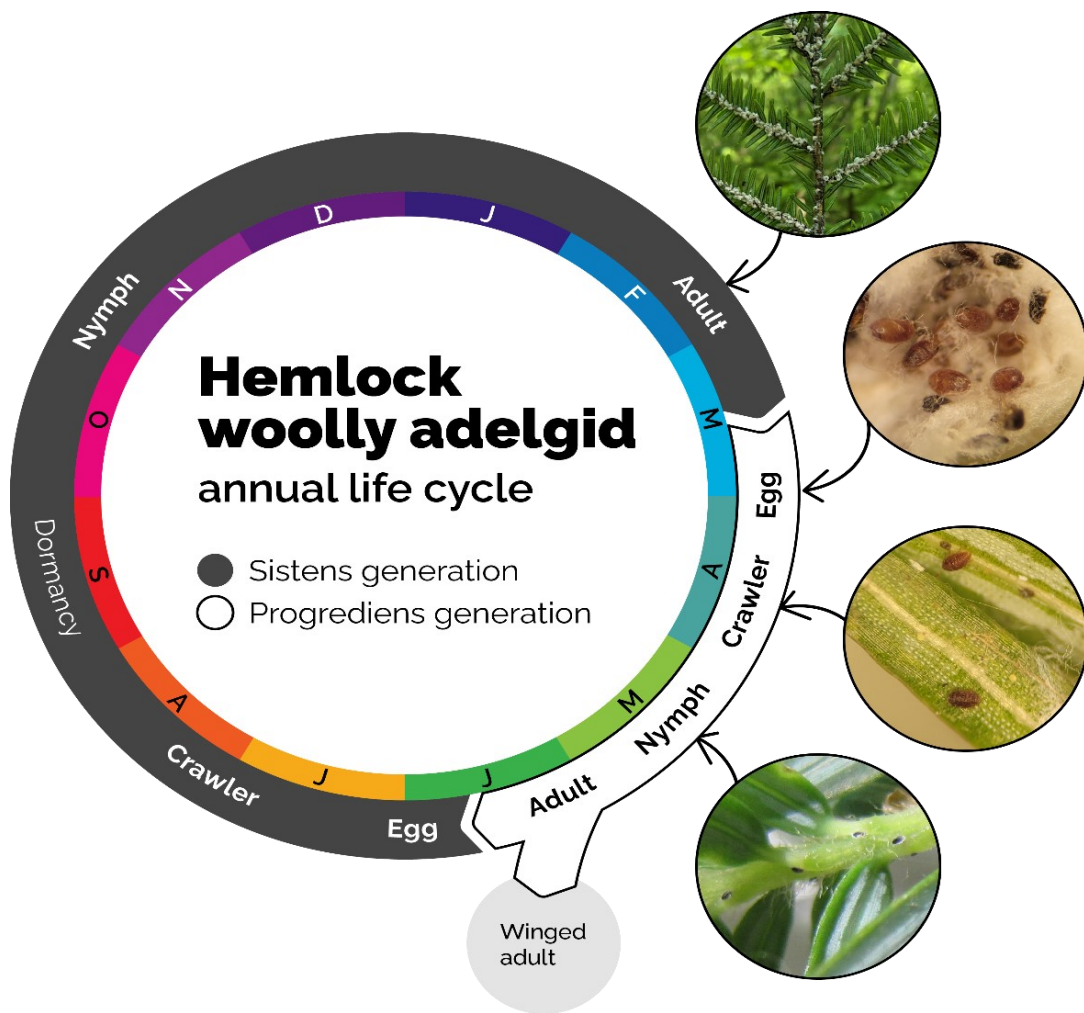 Hemlock
woolly adelgid
annual life cycle
Sistens generation
Progrediens generation
J
F
M
A
M
J
J
A
S
O
N
D
Adult
Egg
Crawler
Nymph
Adult
Winged
adult
Egg
Crawler
Dormancy
Nymph